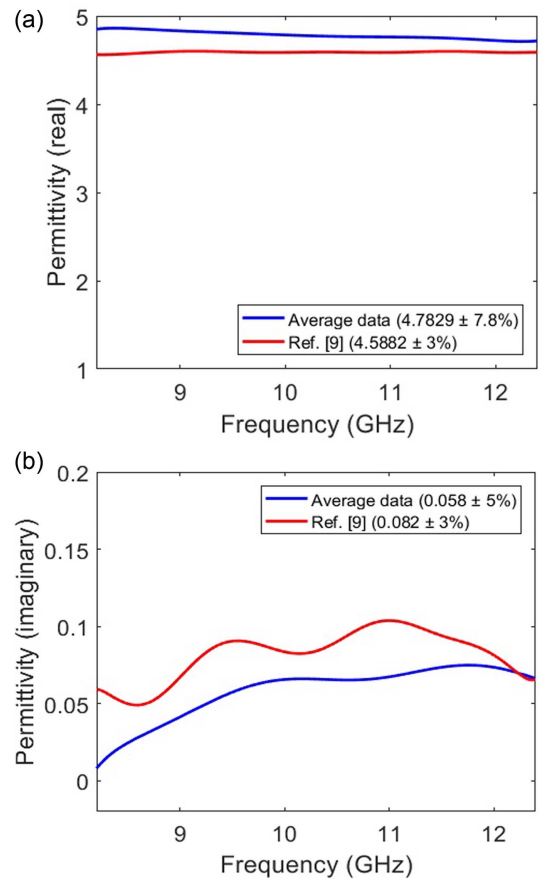 (a)
5
4
3
2
1
Permittivity (real)
Average data (4.7829 ± 7.8%)
Ref. [9] (4.5882 ± 3%)
9 10 11 12
Frequency (GHz)
(b)
0.2
0.15
0.1
0.05
0
Permittivity (imaginary)
Average data (0.058 ± 5%)
Ref. [9] (0.082 ± 3%)
9 10 11 12
Frequency (GHz)